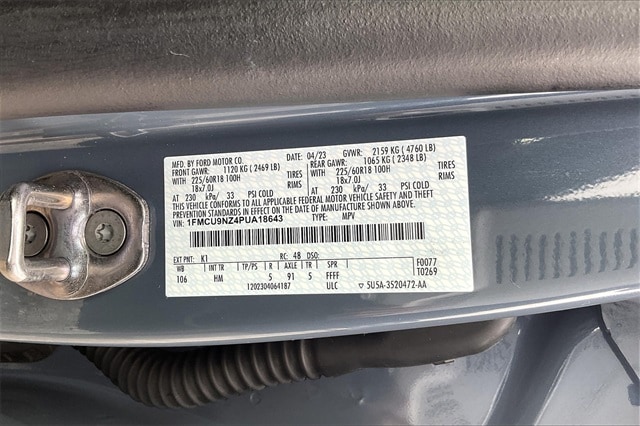 MFD. BY FORD MOTOR CO. 04/23 GVWR: 2159 KG ( 4760 LB)
FRONT GAWR: 1120 KG ( 2469 LB) REAR GAWR: 1065 KG ( 2348 LB)
WITH 225/60R18 100H TIRES WITH 225/60R18 100H TIRES
18x7.0J RIMS 18x7.0J RIMS
AT 230 kPa/ 33 PSI COLD AT 230 kPa/ 33 PSI COLD
THIS VEHICLE CONFORMS TO ALL APPLICABLE FEDERAL MOTOR VEHICLE SAFETY AND THEFT
PREVENTION STANDARDS IN EFFECT ON THE DATE OF MANUFACTURE SHOWN ABOVE.
VIN: 1FMCU9NZ4PUA18643 TYPE: MPV
EXT PNT: K1 RC: 48 DSO: F0077
WB INT TR TP/PS R AXLE TR SPR T0269
106 HM 5 91 5 FFFF
1202304064187 ULC 5U5A-3520472-AA